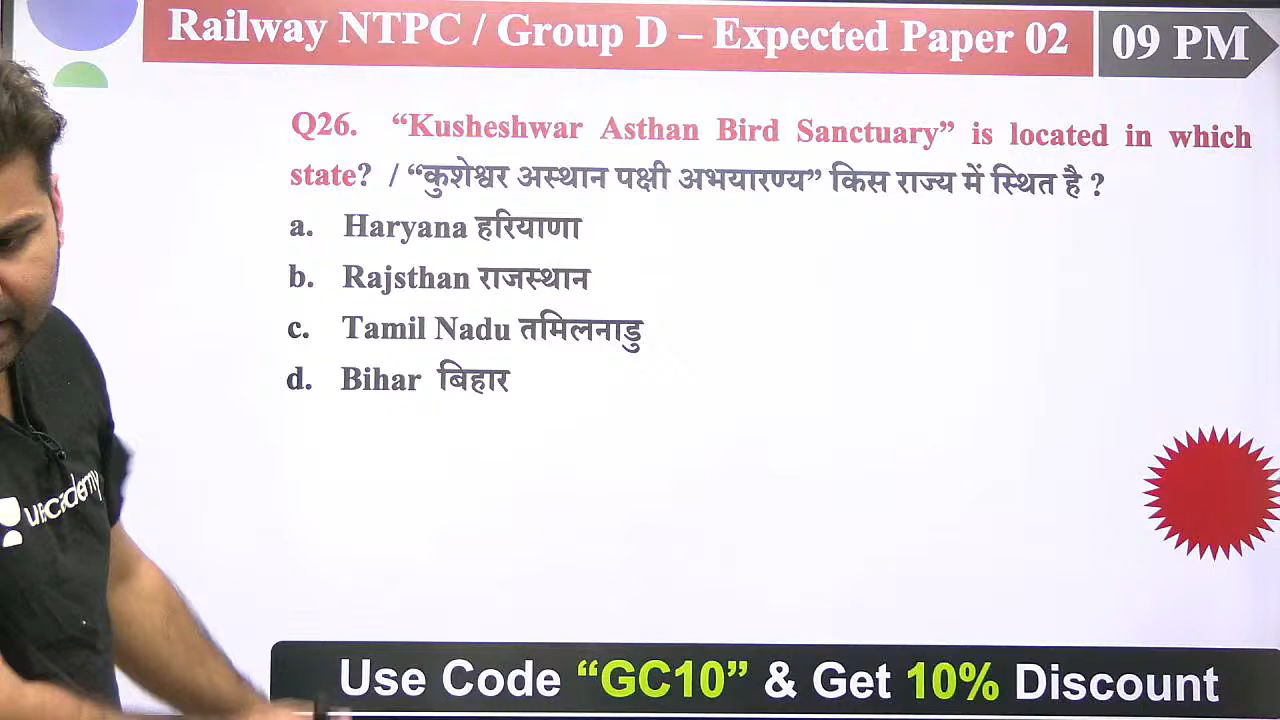 Railway NTPC / Group D – Expected Paper 02
09 PM
Q26. “Kusheshwar Asthan Bird Sanctuary” is located in which
state? / “कुशेश्वर अस्थान पक्षी अभयारण्य” किस राज्य में स्थित है ?
a. Haryana हरियाणा
b. Rajsthan राजस्थान
c. Tamil Nadu तमिलनाडु
d. Bihar बिहार
unacademy
Use Code “GC10” & Get 10% Discount